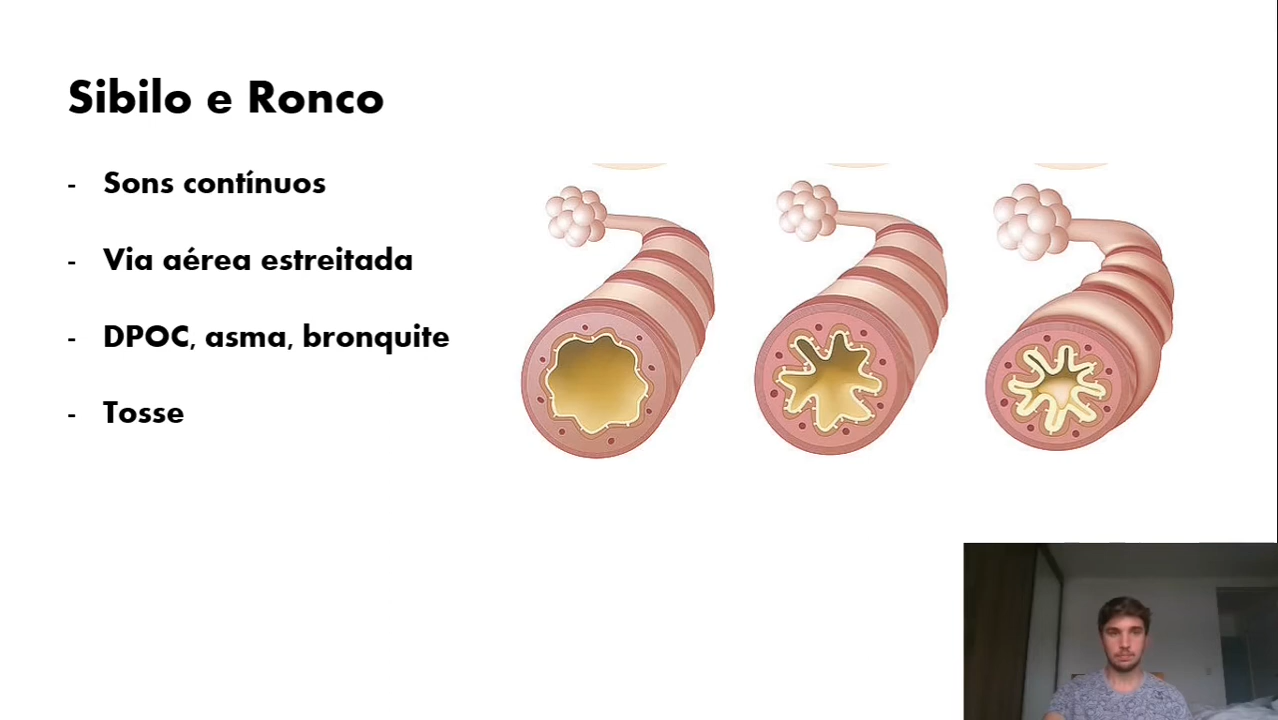 Sibilo e Ronco
- Sons contínuos
- Via aérea estreitada
- DPOC, asma, bronquite
- Tosse